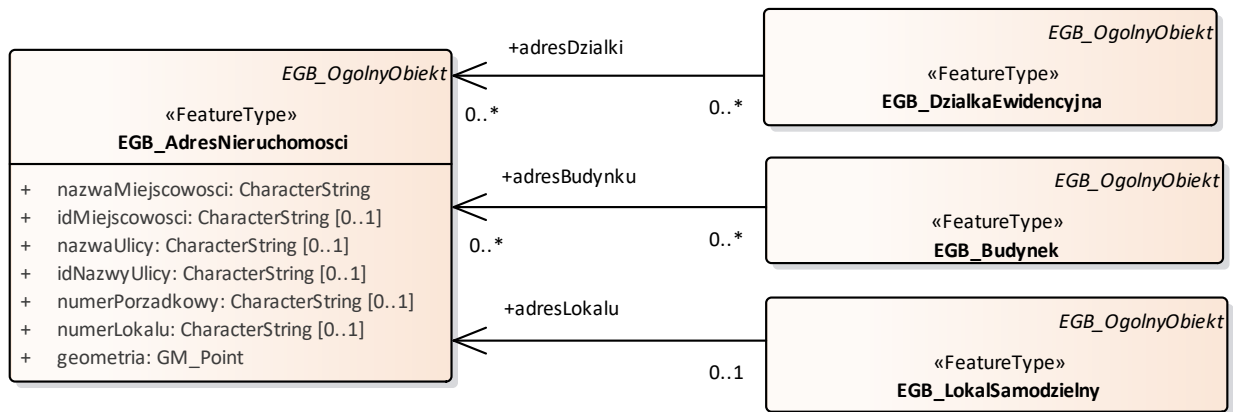 EGB_OgolnyObiekt
«FeatureType»
EGB_AdresNieruchomosci
+ nazwaMiejscowosci: CharacterString
+ idMiejscowosci: CharacterString [0..1]
+ nazwaUlicy: CharacterString [0..1]
+ idNazwyUlicy: CharacterString [0..1]
+ numerPorzadkowy: CharacterString [0..1]
+ numerLokalu: CharacterString [0..1]
+ geometria: GM_Point
+adresDzialki
0..*
0..*
EGB_OgolnyObiekt
«FeatureType»
EGB_DzialkaEwidencyjna
+adresBudynku
0..*
0..*
EGB_OgolnyObiekt
«FeatureType»
EGB_Budynek
+adresLokalu
0..1
EGB_OgolnyObiekt
«FeatureType»
EGB_LokalSamodzielny